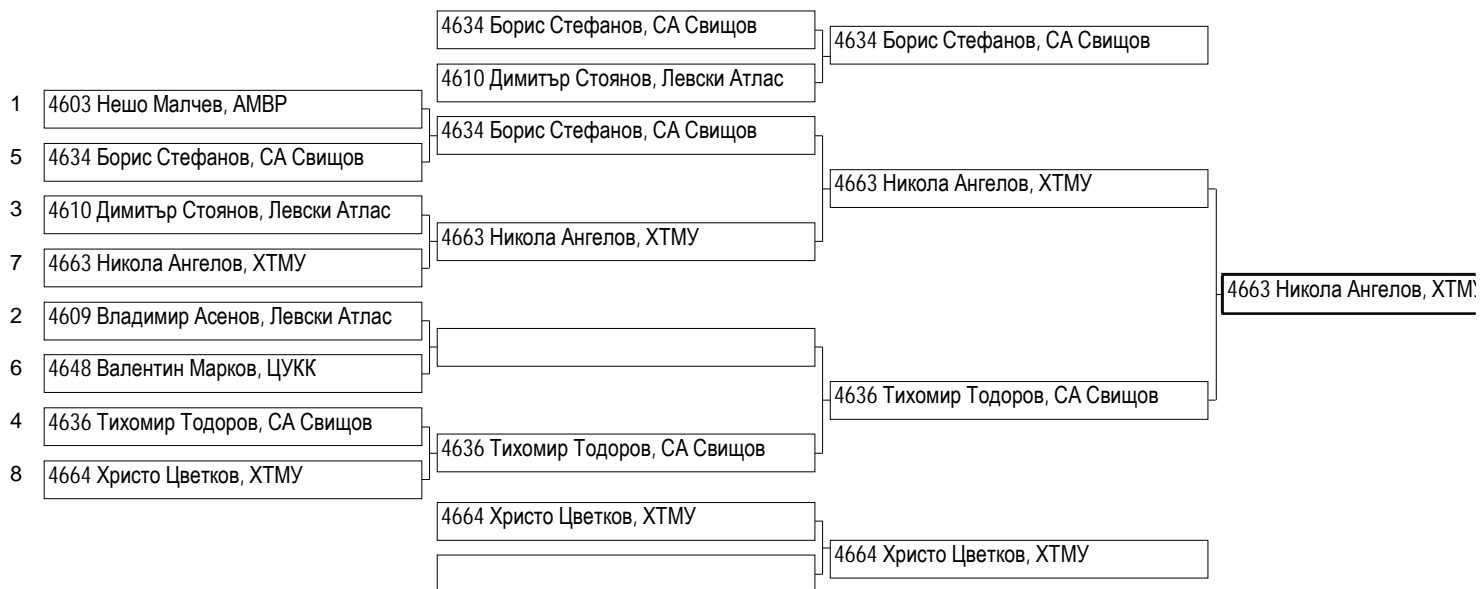 4634 Борис Стефанов, СА Свищов
4634 Борис Стефанов, СА Свищов
4610 Димитър Стоянов, Левски Атлас
1 4603 Нешо Малчев, АМВР
4634 Борис Стефанов, СА Свищов
5 4634 Борис Стефанов, СА Свищов
4663 Никола Ангелов, ХТМУ
3 4610 Димитър Стоянов, Левски Атлас
4663 Никола Ангелов, ХТМУ
7 4663 Никола Ангелов, ХТМУ
4663 Никола Ангелов, ХТМУ
2 4609 Владимир Асенов, Левски Атлас
6 4648 Валентин Марков, ЦУКК
4636 Тихомир Тодоров, СА Свищов
4 4636 Тихомир Тодоров, СА Свищов
4636 Тихомир Тодоров, СА Свищов
8 4664 Христо Цветков, ХТМУ
4664 Христо Цветков, ХТМУ
4664 Христо Цветков, ХТМУ